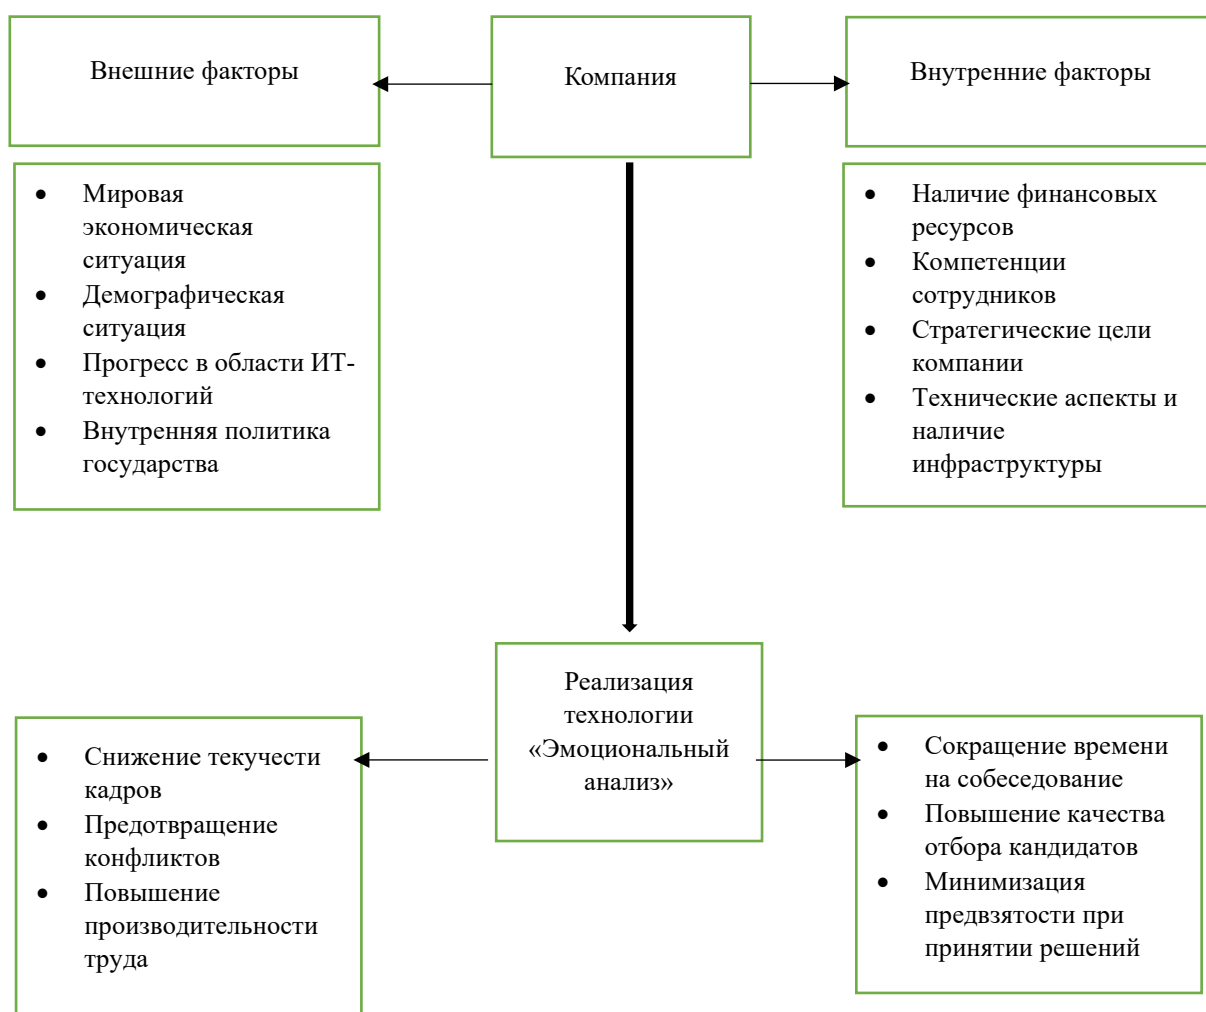 Внешние факторы
Компания
Внутренние факторы
• Мировая
экономическая
ситуация
• Демографическая
ситуация
• Прогресс в области ИТ-
технологий
• Внутренняя политика
государства
• Наличие финансовых
ресурсов
• Компетенции
сотрудников
• Стратегические цели
компании
• Технические аспекты и
наличие
инфраструктуры
Реализация
технологии
«Эмоциональный
анализ»
• Снижение текучести
кадров
• Предотвращение
конфликтов
• Повышение
производительности
труда
• Сокращение времени
на собеседование
• Повышение качества
отбора кандидатов
• Минимизация
предвзятости при
принятии решений